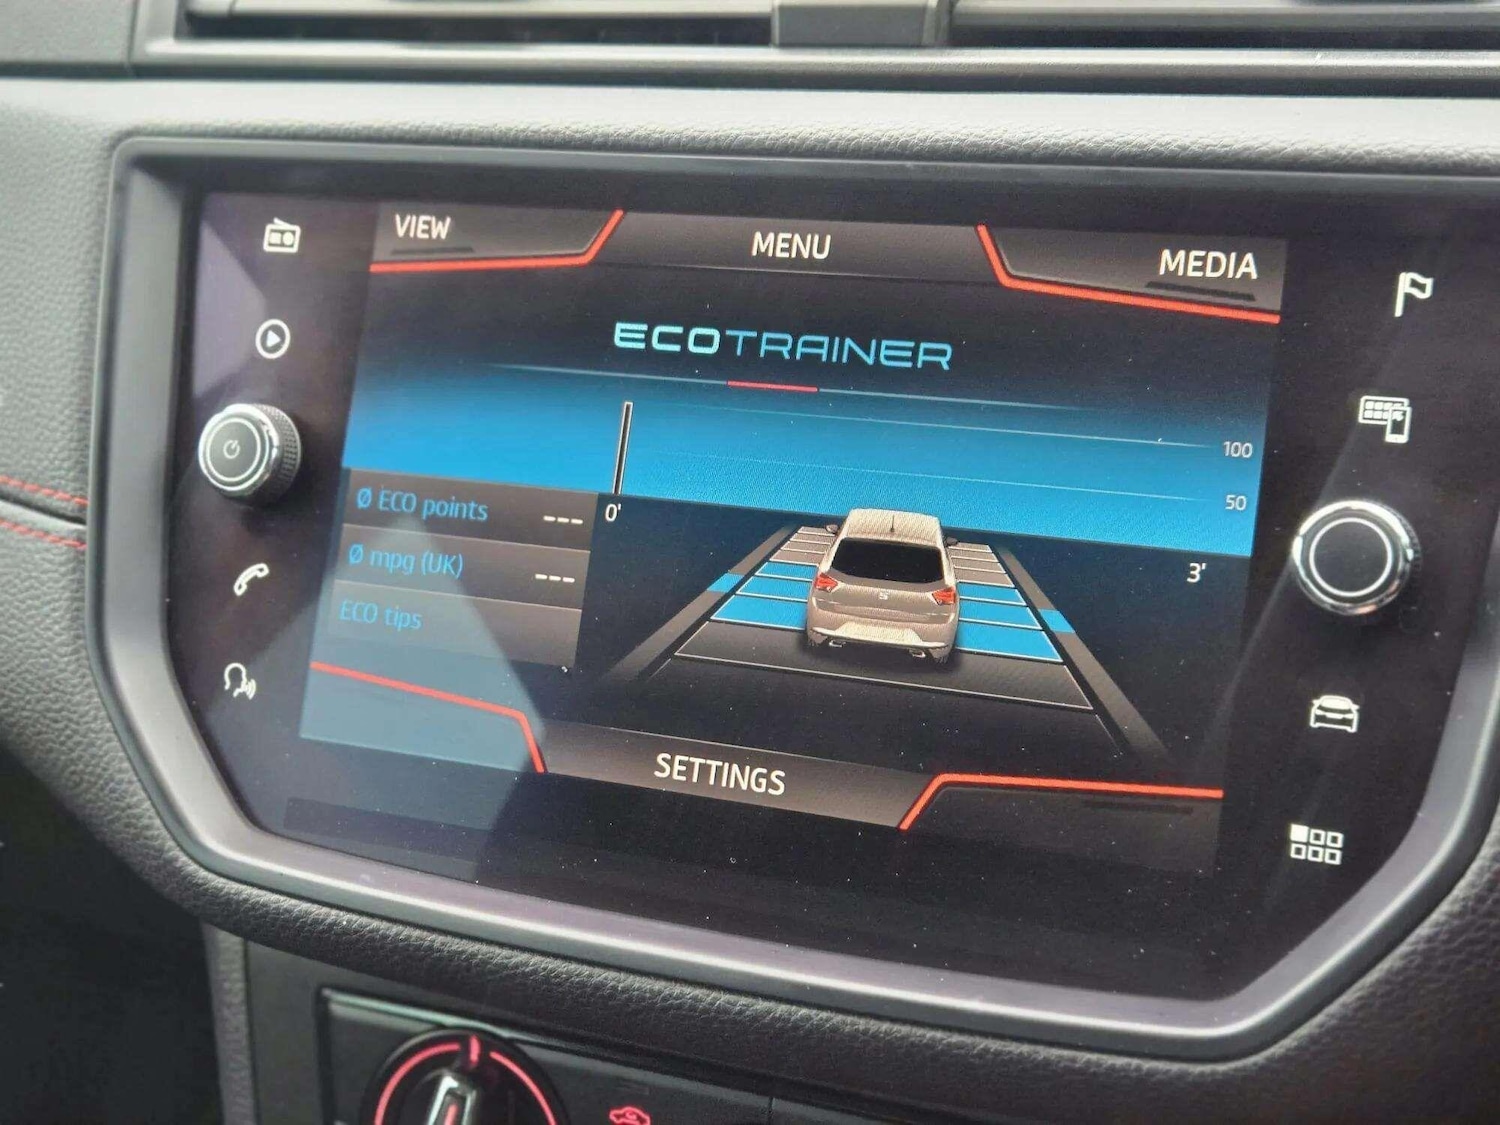 VIEW
MENU
MEDIA
ECOTRAINER
100
50
Ø ECO points ---
0'
3'
Ø mpg (UK) ---
ECO tips
SETTINGS